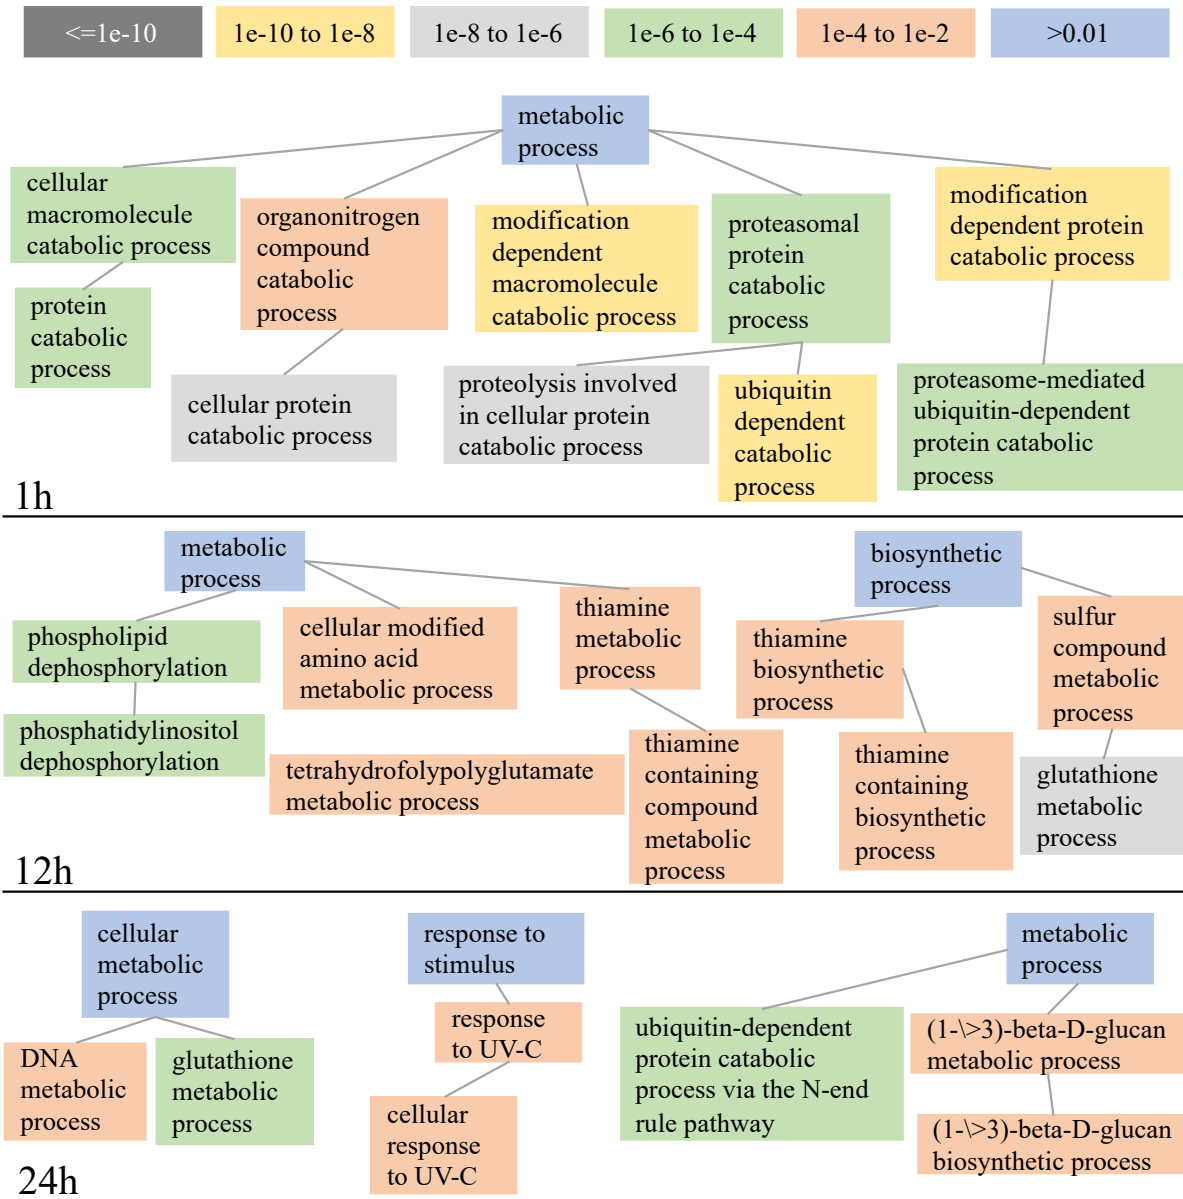 <=1e-10
1e-10 to 1e-8
1e-8 to 1e-6
1e-6 to 1e-4
1e-4 to 1e-2
>0.01
metabolic
process
cellular
macromolecule
catabolic process
organonitrogen
compound
catabolic
process
modification
dependent
macromolecule
catabolic process
proteasomal
protein
catabolic
process
modification
dependent protein
catabolic process
protein
catabolic
process
cellular protein
catabolic process
proteolysis involved
in cellular protein
catabolic process
ubiquitin
dependent
catabolic
process
proteasome-mediated
ubiquitin-dependent
protein catabolic
process
1h
metabolic
process
biosynthetic
process
phospholipid
dephosphorylation
cellular modified
amino acid
metabolic process
thiamine
metabolic
process
thiamine
biosynthetic
process
sulfur
compound
metabolic
process
phosphatidylinositol
dephosphorylation
tetrahydrofolypolyglutamate
metabolic process
thiamine
containing
compound
metabolic
process
thiamine
containing
biosynthetic
process
glutathione
metabolic
process
12h
cellular
metabolic
process
response to
stimulus
metabolic
process
DNA
metabolic
process
glutathione
metabolic
process
response
to UV-C
cellular
response
to UV-C
ubiquitin-dependent
protein catabolic
process via the N-end
rule pathway
(1-\>3)-beta-D-glucan
metabolic process
(1-\>3)-beta-D-glucan
biosynthetic process
24h